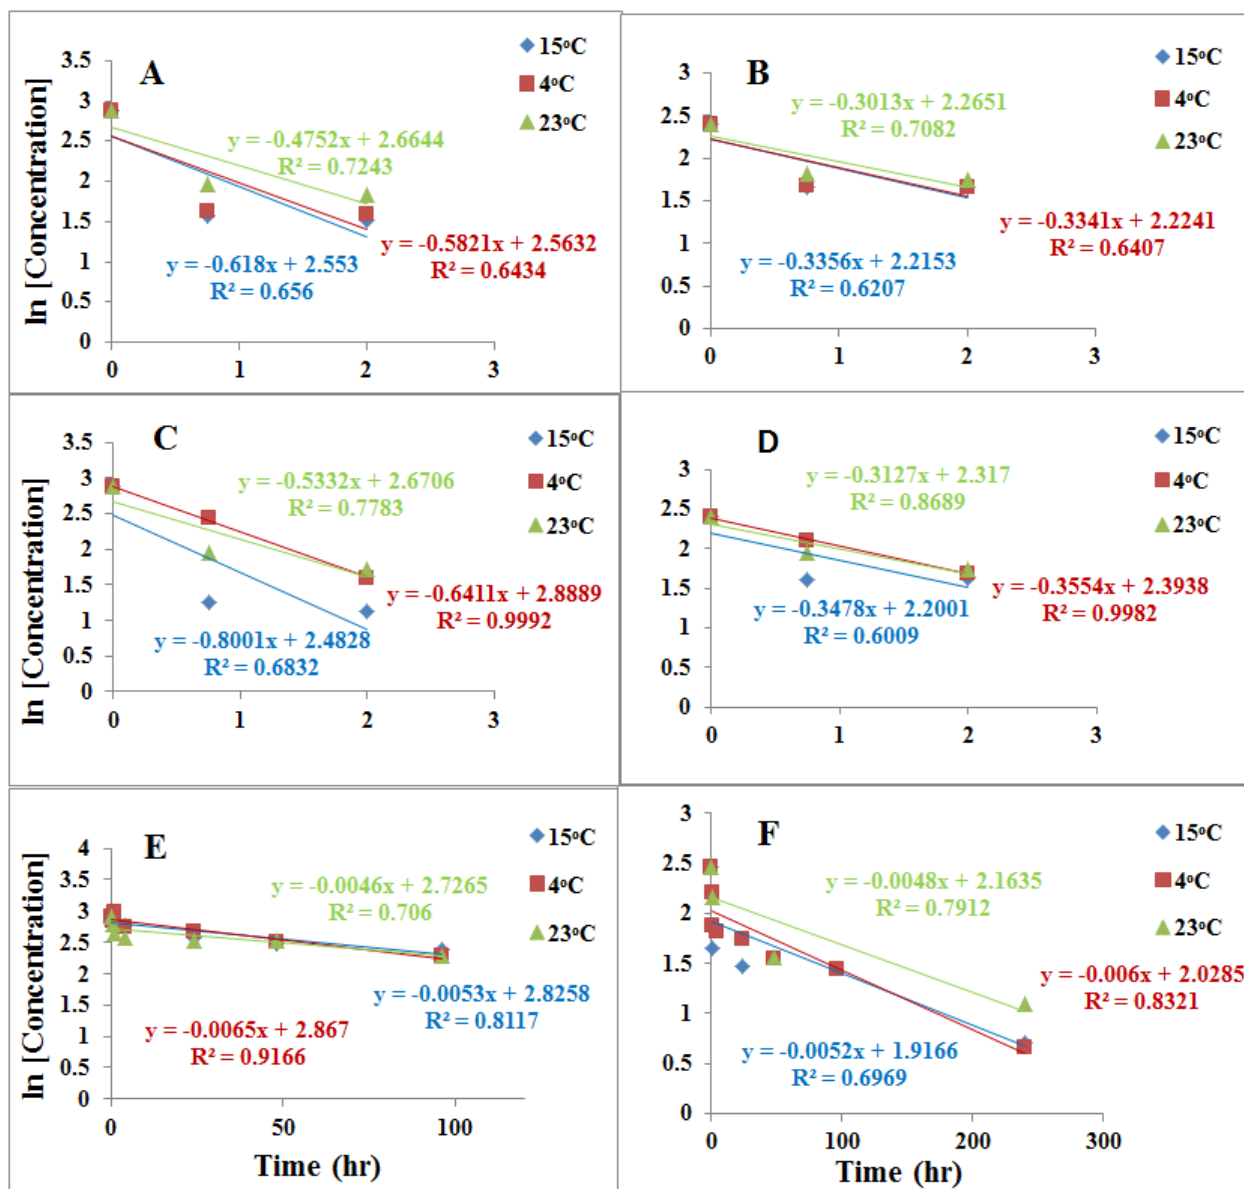 A
15°C
4°C
23°C
3.5
3
2.5
2
1.5
1
0.5
0
y = -0.4752x + 2.6644
R² = 0.7243
y = -0.5821x + 2.5632
R² = 0.6434
y = -0.618x + 2.553
R² = 0.656
0 1 2 3
ln [Concentration]
B
15°C
4°C
23°C
3
2.5
2
1.5
1
0.5
0
y = -0.3013x + 2.2651
R² = 0.7082
y = -0.3341x + 2.2241
R² = 0.6407
y = -0.3356x + 2.2153
R² = 0.6207
0 1 2 3
C
15°C
4°C
23°C
3.5
3
2.5
2
1.5
1
0.5
0
y = -0.5332x + 2.6706
R² = 0.7783
y = -0.6411x + 2.8889
R² = 0.9992
y = -0.8001x + 2.4828
R² = 0.6832
0 1 2 3
ln [Concentration]
D
15°C
4°C
23°C
3
2.5
2
1.5
1
0.5
0
y = -0.3127x + 2.317
R² = 0.8689
y = -0.3554x + 2.3938
R² = 0.9982
y = -0.3478x + 2.2001
R² = 0.6009
0 1 2 3
E
15°C
4°C
23°C
4
3.5
3
2.5
2
1.5
1
0.5
0
y = -0.0046x + 2.7265
R² = 0.706
y = -0.0053x + 2.8258
R² = 0.8117
y = -0.0065x + 2.867
R² = 0.9166
0 50 100
Time (hr)
ln [Concentration]
F
15°C
4°C
23°C
3
2.5
2
1.5
1
0.5
0
y = -0.0048x + 2.1635
R² = 0.7912
y = -0.006x + 2.0285
R² = 0.8321
y = -0.0052x + 1.9166
R² = 0.6969
0 100 200 300
Time (hr)